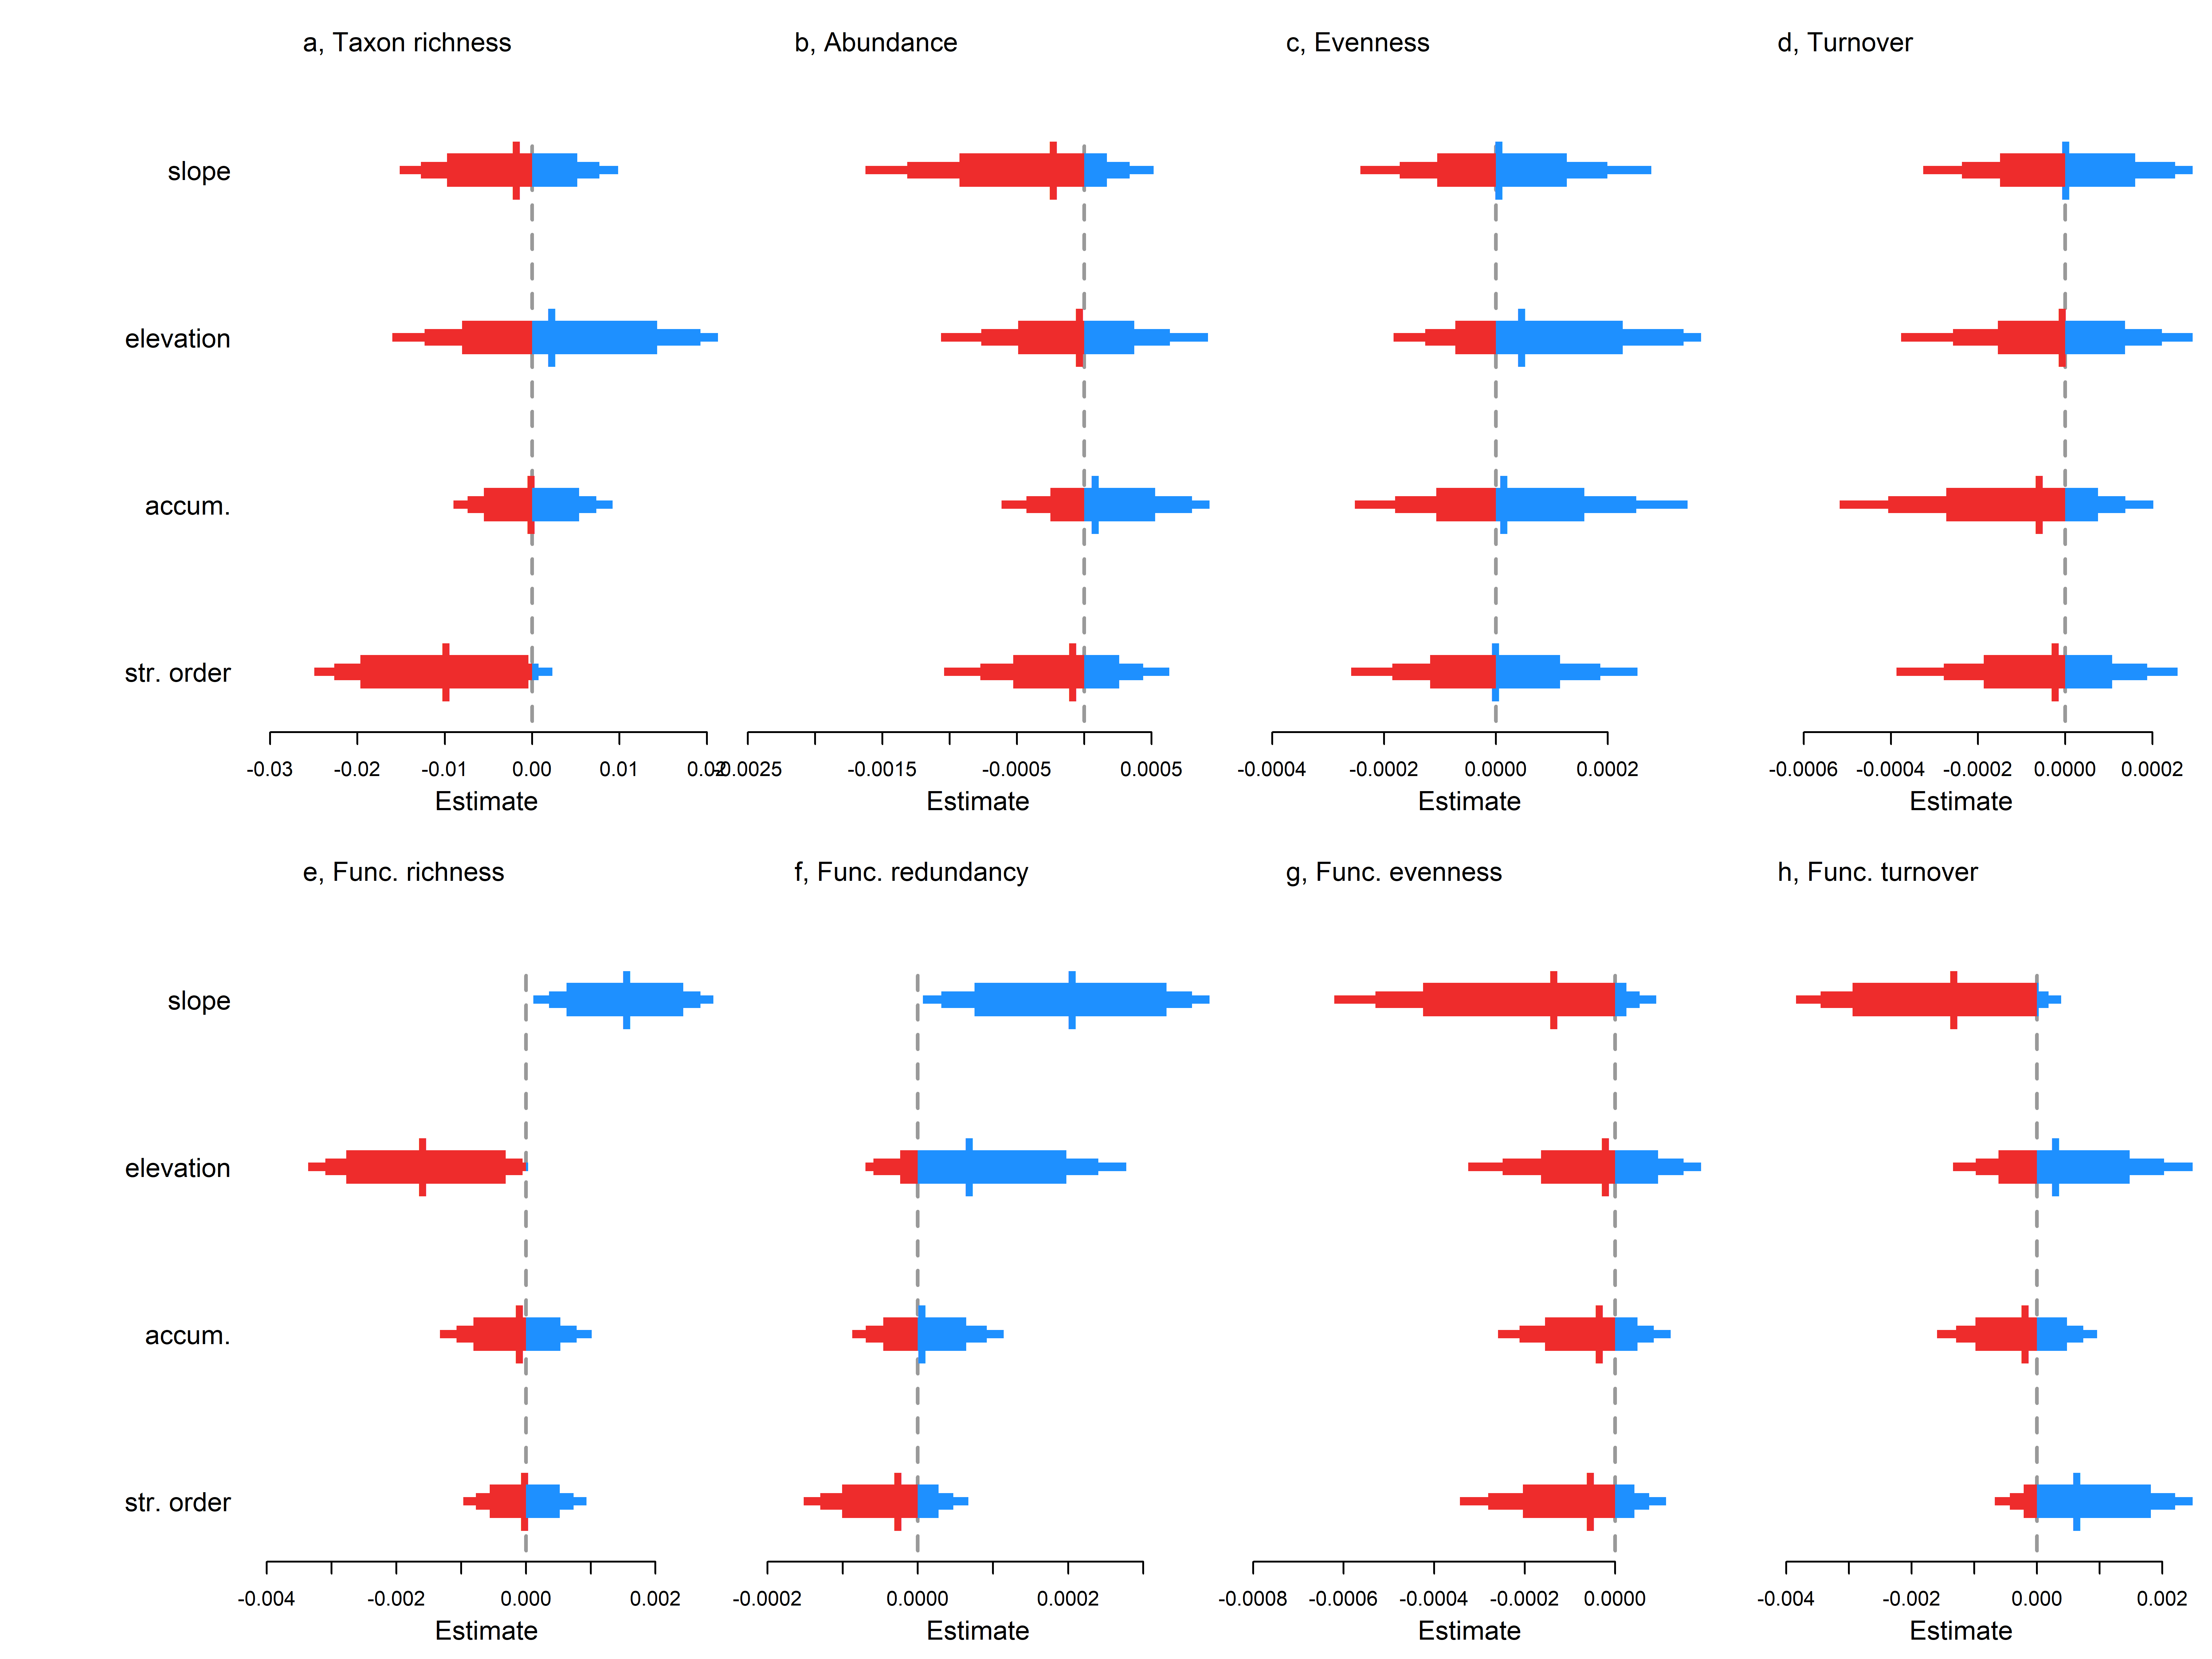 a, Taxon richness
b, Abundance
c, Evenness
d, Turnover
slope
elevation
accum.
str. order
-0.03 -0.02 -0.01 0.00 0.01 0.02
-0.0025 -0.0015 -0.0005 0.0005
-0.0004 -0.0002 0.0000 0.0002
-0.0006 -0.0004 -0.0002 0.0000 0.0002
Estimate
Estimate
Estimate
Estimate
e, Func. richness
f, Func. redundancy
g, Func. evenness
h, Func. turnover
slope
elevation
accum.
str. order
-0.004 -0.002 0.000 0.002
-0.0002 0.0000 0.0002
-0.0008 -0.0006 -0.0004 -0.0002 0.0000
-0.004 -0.002 0.000 0.002
Estimate
Estimate
Estimate
Estimate